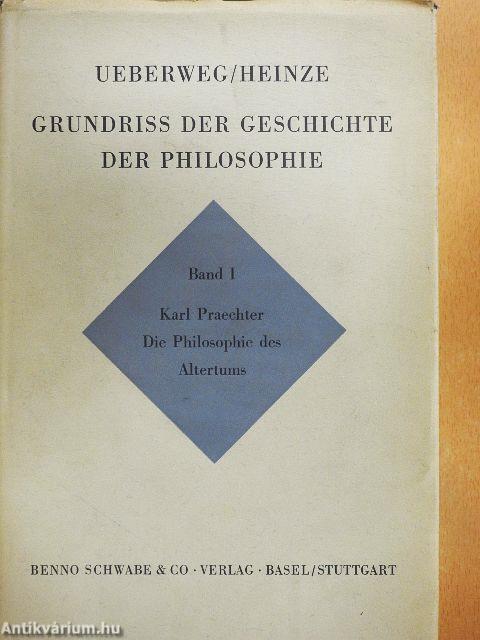 UEBERWEG/HEINZE
GRUNDRISS DER GESCHICHTE
DER PHILOSOPHIE
Band I
Karl Praechter
Die Philosophie des
Altertums
BENNO SCHWABE & CO · VERLAG · BASEL/STUTTGART
Antikvárium.hu